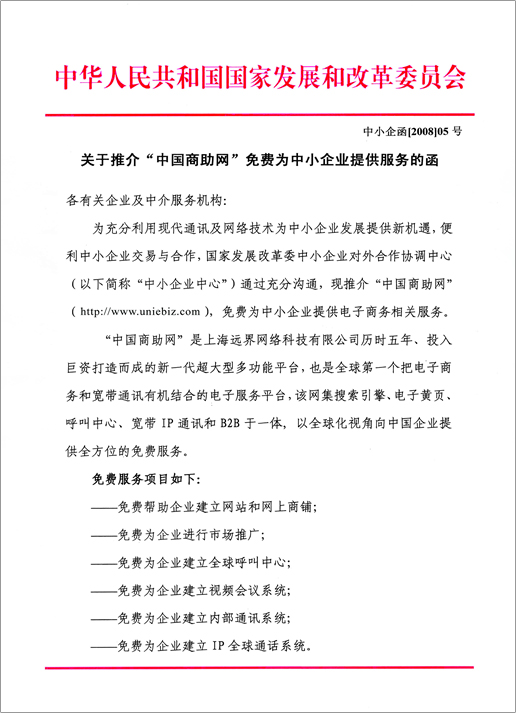 中华人民共和国国家发展和改革委员会
中小企函[2008]05 号
关于推介“中国商助网”免费为中小企业提供服务的函
各有关企业及中介服务机构：
为充分利用现代通讯及网络技术为中小企业发展提供新机遇，便
利中小企业交易与合作，国家发展改革委中小企业对外合作协调中心
（以下简称“中小企业中心”）通过充分沟通，现推介“中国商助网”
（http://www.uniebiz.com），免费为中小企业提供电子商务相关服务。
“中国商助网”是上海远界网络科技有限公司历时五年、投入
巨资打造而成的新一代超大型多功能平台，也是全球第一个把电子商
务和宽带通讯有机结合的电子服务平台，该网集搜索引擎、电子黄页、
呼叫中心、宽带 IP 通讯和 B2B 于一体，以全球化视角向中国企业提
供全方位的免费服务。
免费服务项目如下：
——免费帮助企业建立网站和网上商铺；
——免费为企业进行市场推广；
——免费为企业建立全球呼叫中心；
——免费为企业建立视频会议系统；
——免费为企业建立内部通讯系统；
——免费为企业建立 IP 全球通话系统。